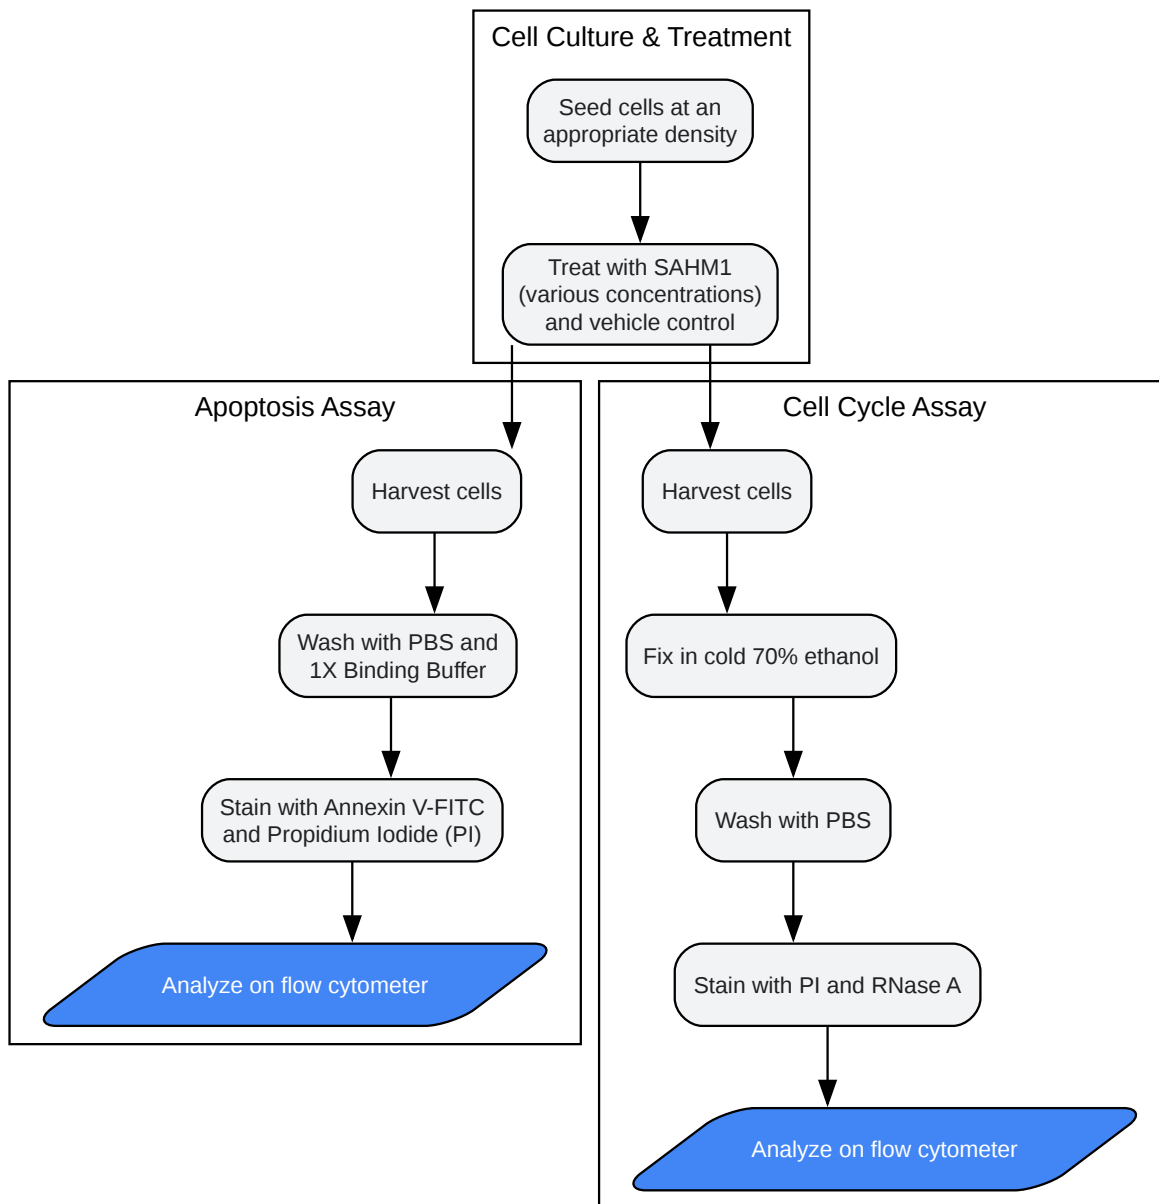 Cell Culture & Treatment
Seed cells at an
appropriate density
Treat with SAHM1
(various concentrations)
and vehicle control
Apoptosis Assay
Harvest cells
Wash with PBS and
1X Binding Buffer
Stain with Annexin V-FITC
and Propidium Iodide (PI)
Analyze on flow cytometer
Cell Cycle Assay
Harvest cells
Fix in cold 70% ethanol
Wash with PBS
Stain with PI and RNase A
Analyze on flow cytometer